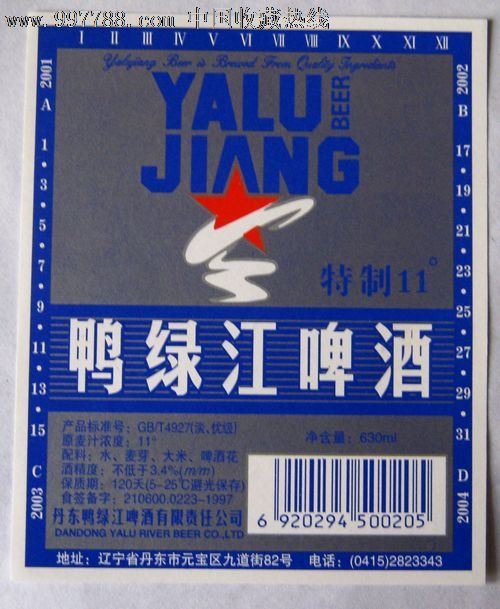 www.997788.com 中国收藏热线
I II III IV V VI VII VIII IX X XI XII
2001
A
1·3·5·7·9·11·13·15
C
2003
2002
B
17·19·21·23·25·27·29·31
D
2004
Yalujiang Beer is Brewed From Quality Ingredients
YALU BEER
JIANG
特制11°
鸭绿江啤酒
产品标准号：GB/T4927(淡、优级)
原麦汁浓度：11°
配料：水、麦芽、大米、啤酒花
酒精度：不低于3.4%(m/m)
保质期：120天(5-25℃避光保存)
食签备字：210600.0223-1997
丹东鸭绿江啤酒有限责任公司
DANDONG YALU RIVER BEER CO.,LTD
净含量：630ml
6 920294 500205
地址：辽宁省丹东市元宝区九道街82号 电话：(0415)2823343